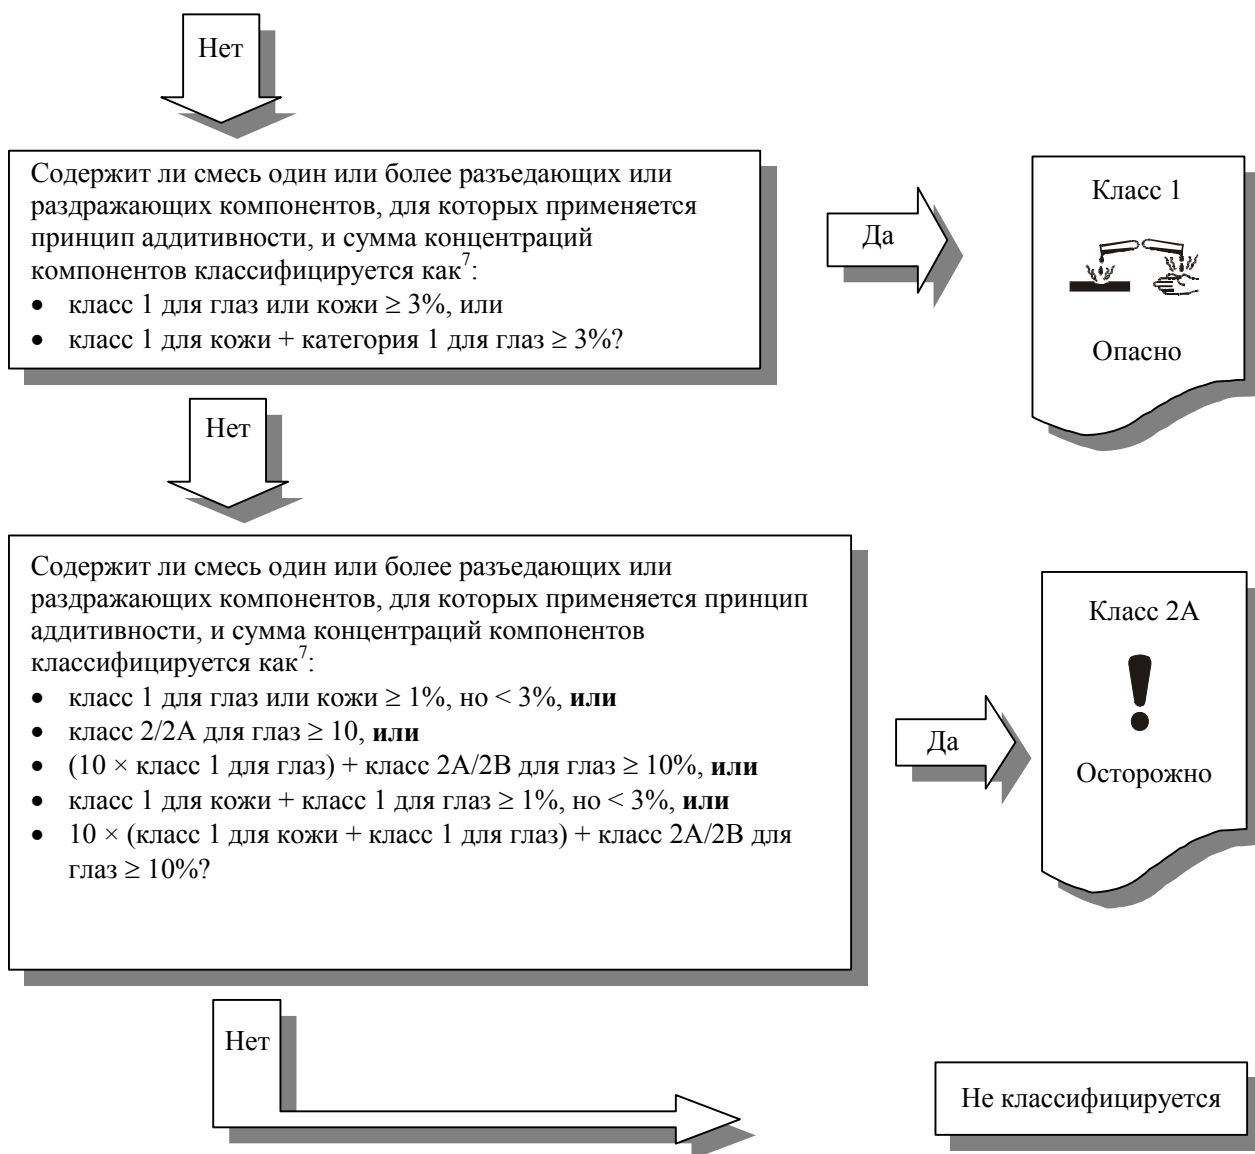 Нет
Содержит ли смесь один или более разъедающих или
раздражающих компонентов, для которых применяется
принцип аддитивности, и сумма концентраций
компонентов классифицируется как7:
• класс 1 для глаз или кожи ≥ 3%, или
• класс 1 для кожи + категория 1 для глаз ≥ 3%?
Да
Класс 1
Опасно
Нет
Содержит ли смесь один или более разъедающих или
раздражающих компонентов, для которых применяется принцип
аддитивности, и сумма концентраций компонентов
классифицируется как7:
• класс 1 для глаз или кожи ≥ 1%, но < 3%, или
• класс 2/2А для глаз ≥ 10, или
• (10 × класс 1 для глаз) + класс 2А/2В для глаз ≥ 10%, или
• класс 1 для кожи + класс 1 для глаз ≥ 1%, но < 3%, или
• 10 × (класс 1 для кожи + класс 1 для глаз) + класс 2А/2В для
глаз ≥ 10%?
Да
Класс 2А
Осторожно
Нет
Не классифицируется